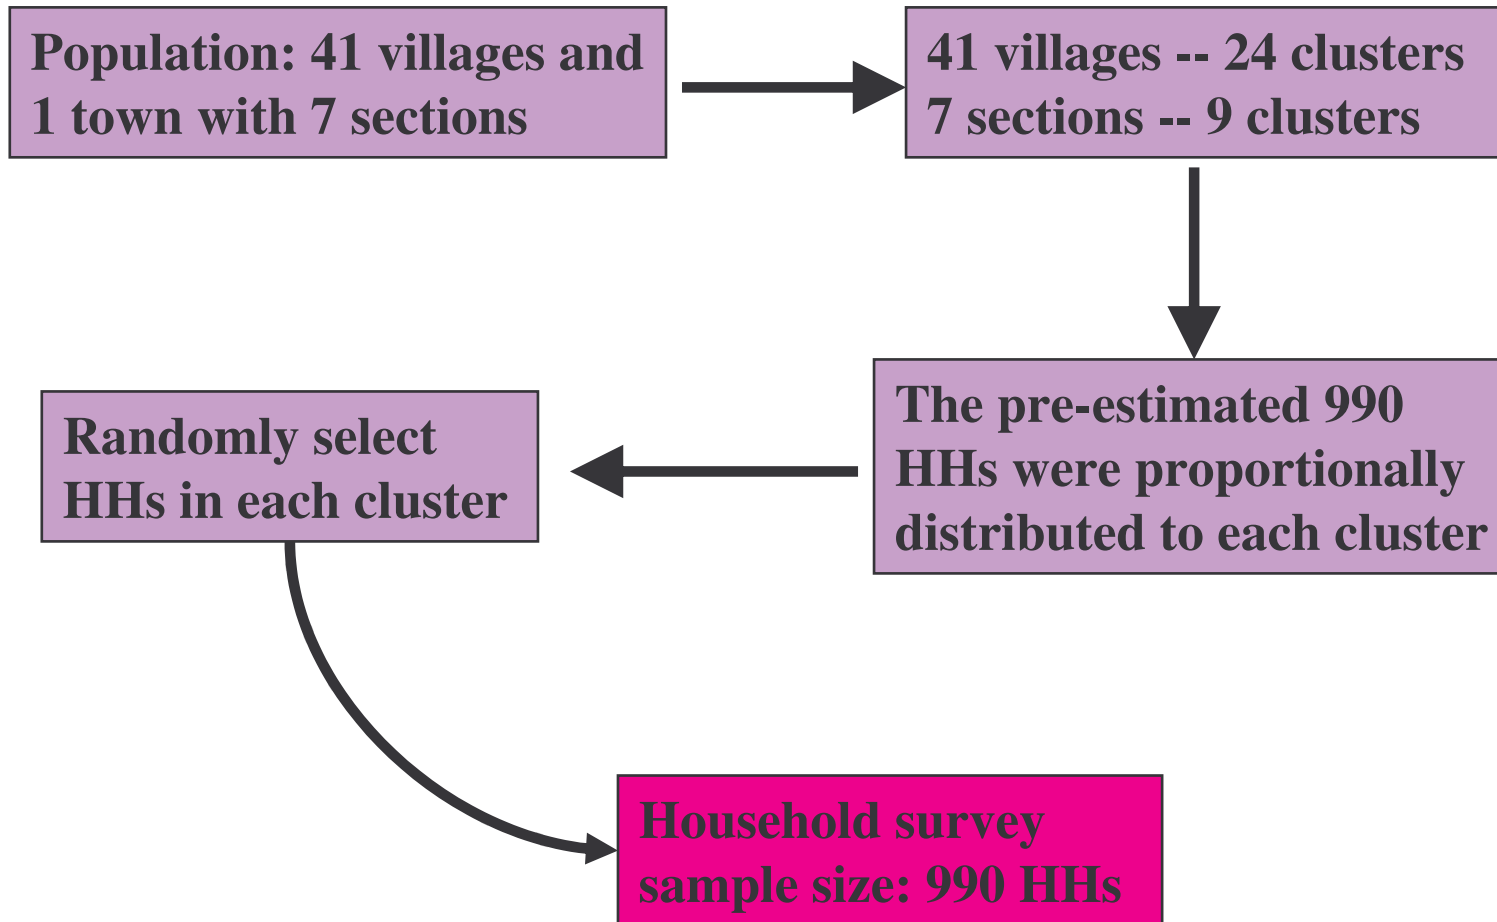 Population: 41 villages and
1 town with 7 sections
41 villages -- 24 clusters
7 sections -- 9 clusters
The pre-estimated 990
HHs were proportionally
distributed to each cluster
Randomly select
HHs in each cluster
Household survey
sample size: 990 HHs